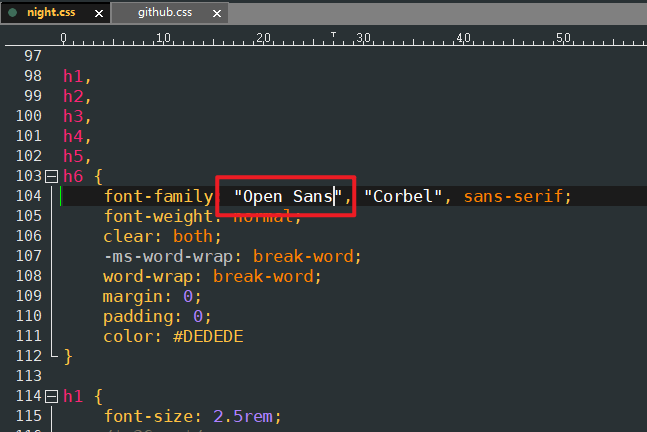 night.css × github.css ×
0 10 20 30 40 50
97
98 h1,
99 h2,
100 h3,
101 h4,
102 h5,
103 h6 {
104 font-family: "Open Sans", "Corbel", sans-serif;
105 font-weight: normal;
106 clear: both;
107 -ms-word-wrap: break-word;
108 word-wrap: break-word;
109 margin: 0;
110 padding: 0;
111 color: #DEDEDE
112 }
113
114 h1 {
115 font-size: 2.5rem;